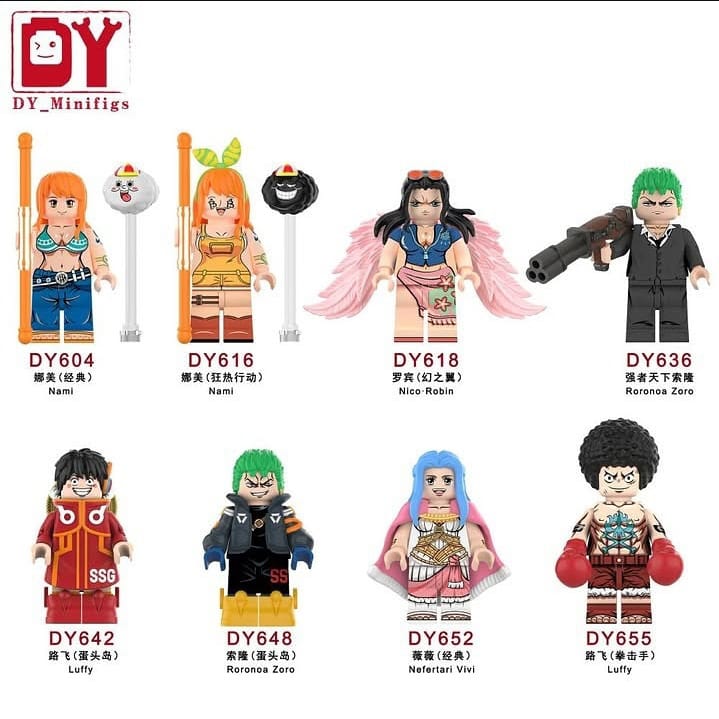 DY
DY_Minifigs
DY604
娜美(经典)
Nami
DY616
娜美(狂热行动)
Nami
DY618
罗宾(幻之翼)
Nico·Robin
DY636
强者天下索隆
Roronoa Zoro
SSG
SS
DY642
路飞(蛋头岛)
Luffy
DY648
索隆(蛋头岛)
Roronoa Zoro
DY652
薇薇(经典)
Nefertari Vivi
DY655
路飞(拳击手)
Luffy